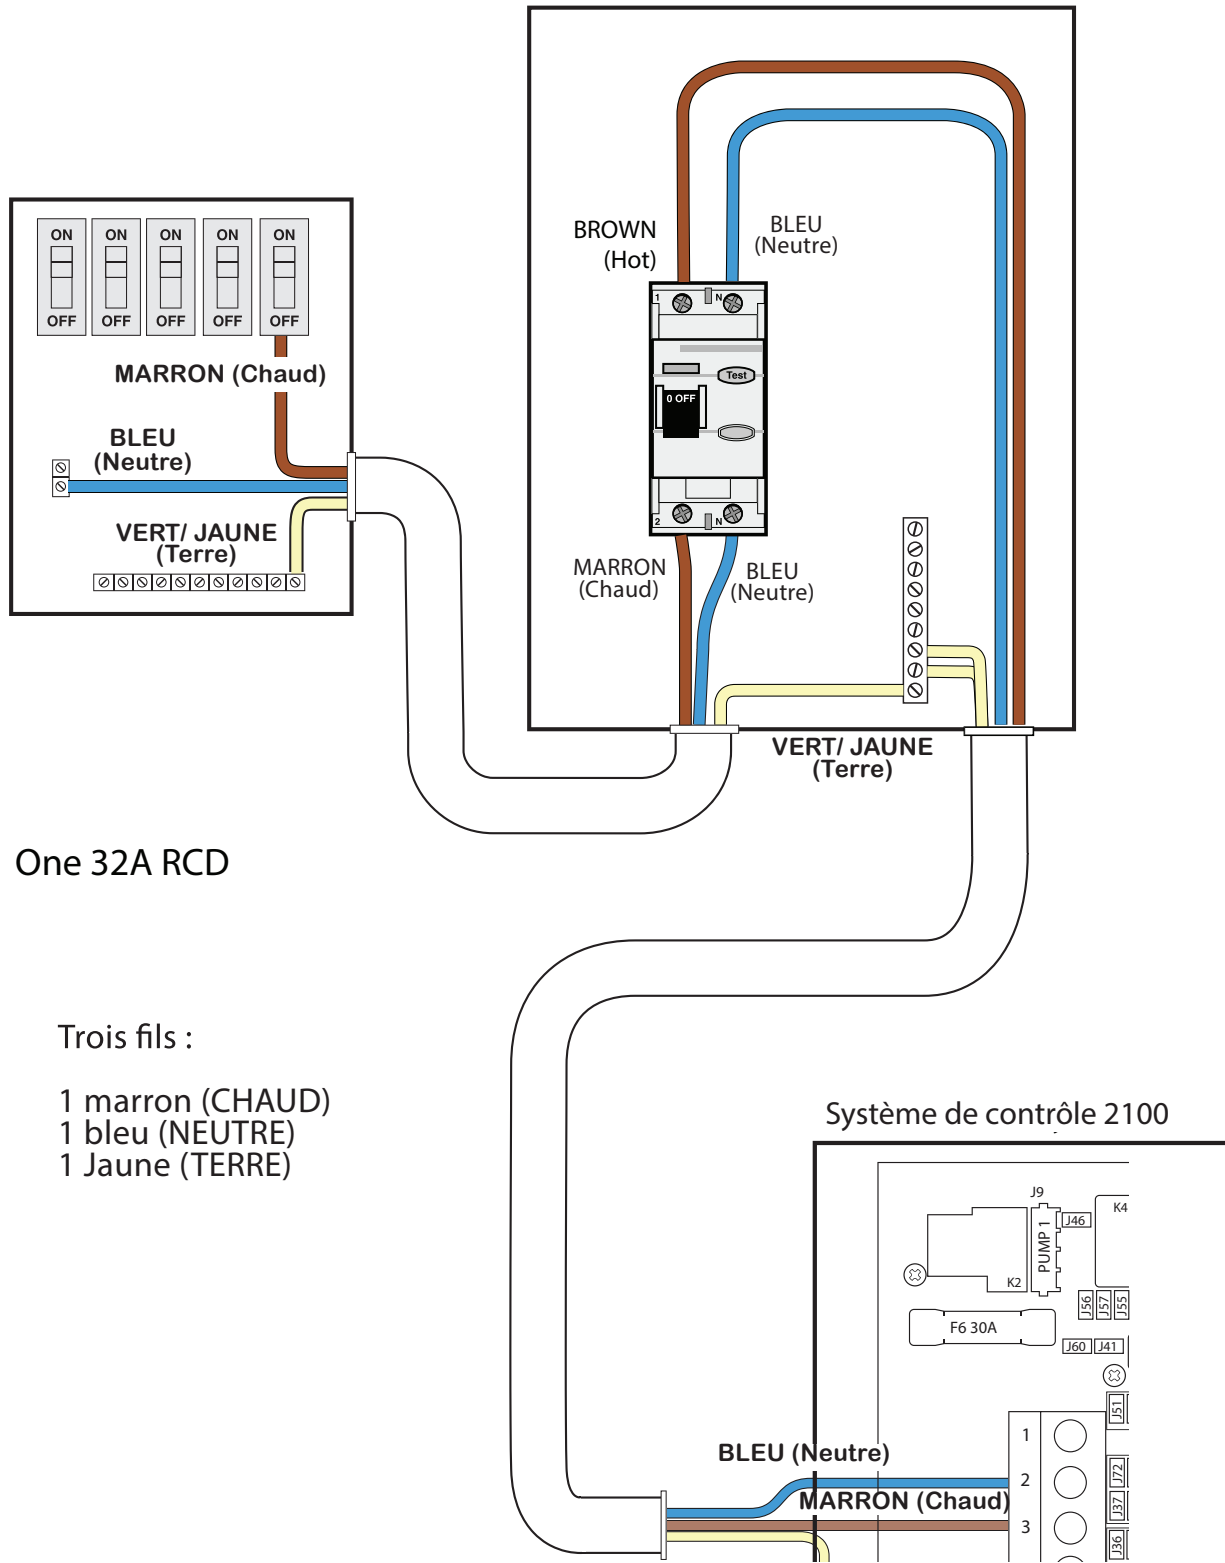 BROWN
(Hot)
BLEU
(Neutre)
ON ON ON ON ON
OFF OFF OFF OFF OFF
MARRON (Chaud)
BLEU
(Neutre)
VERT/ JAUNE
(Terre)
1 N
Test
0 OFF
2 N
MARRON
(Chaud)
BLEU
(Neutre)
VERT/ JAUNE
(Terre)
One 32A RCD
Trois fils :
1 marron (CHAUD)
1 bleu (NEUTRE)
1 Jaune (TERRE)
Système de contrôle 2100
J9
J46
K4
PUMP 1
K2
J56
J57
J55
F6 30A
J60 J41
J51
1
BLEU (Neutre)
2
J72
MARRON (Chaud)
J37
3
J36